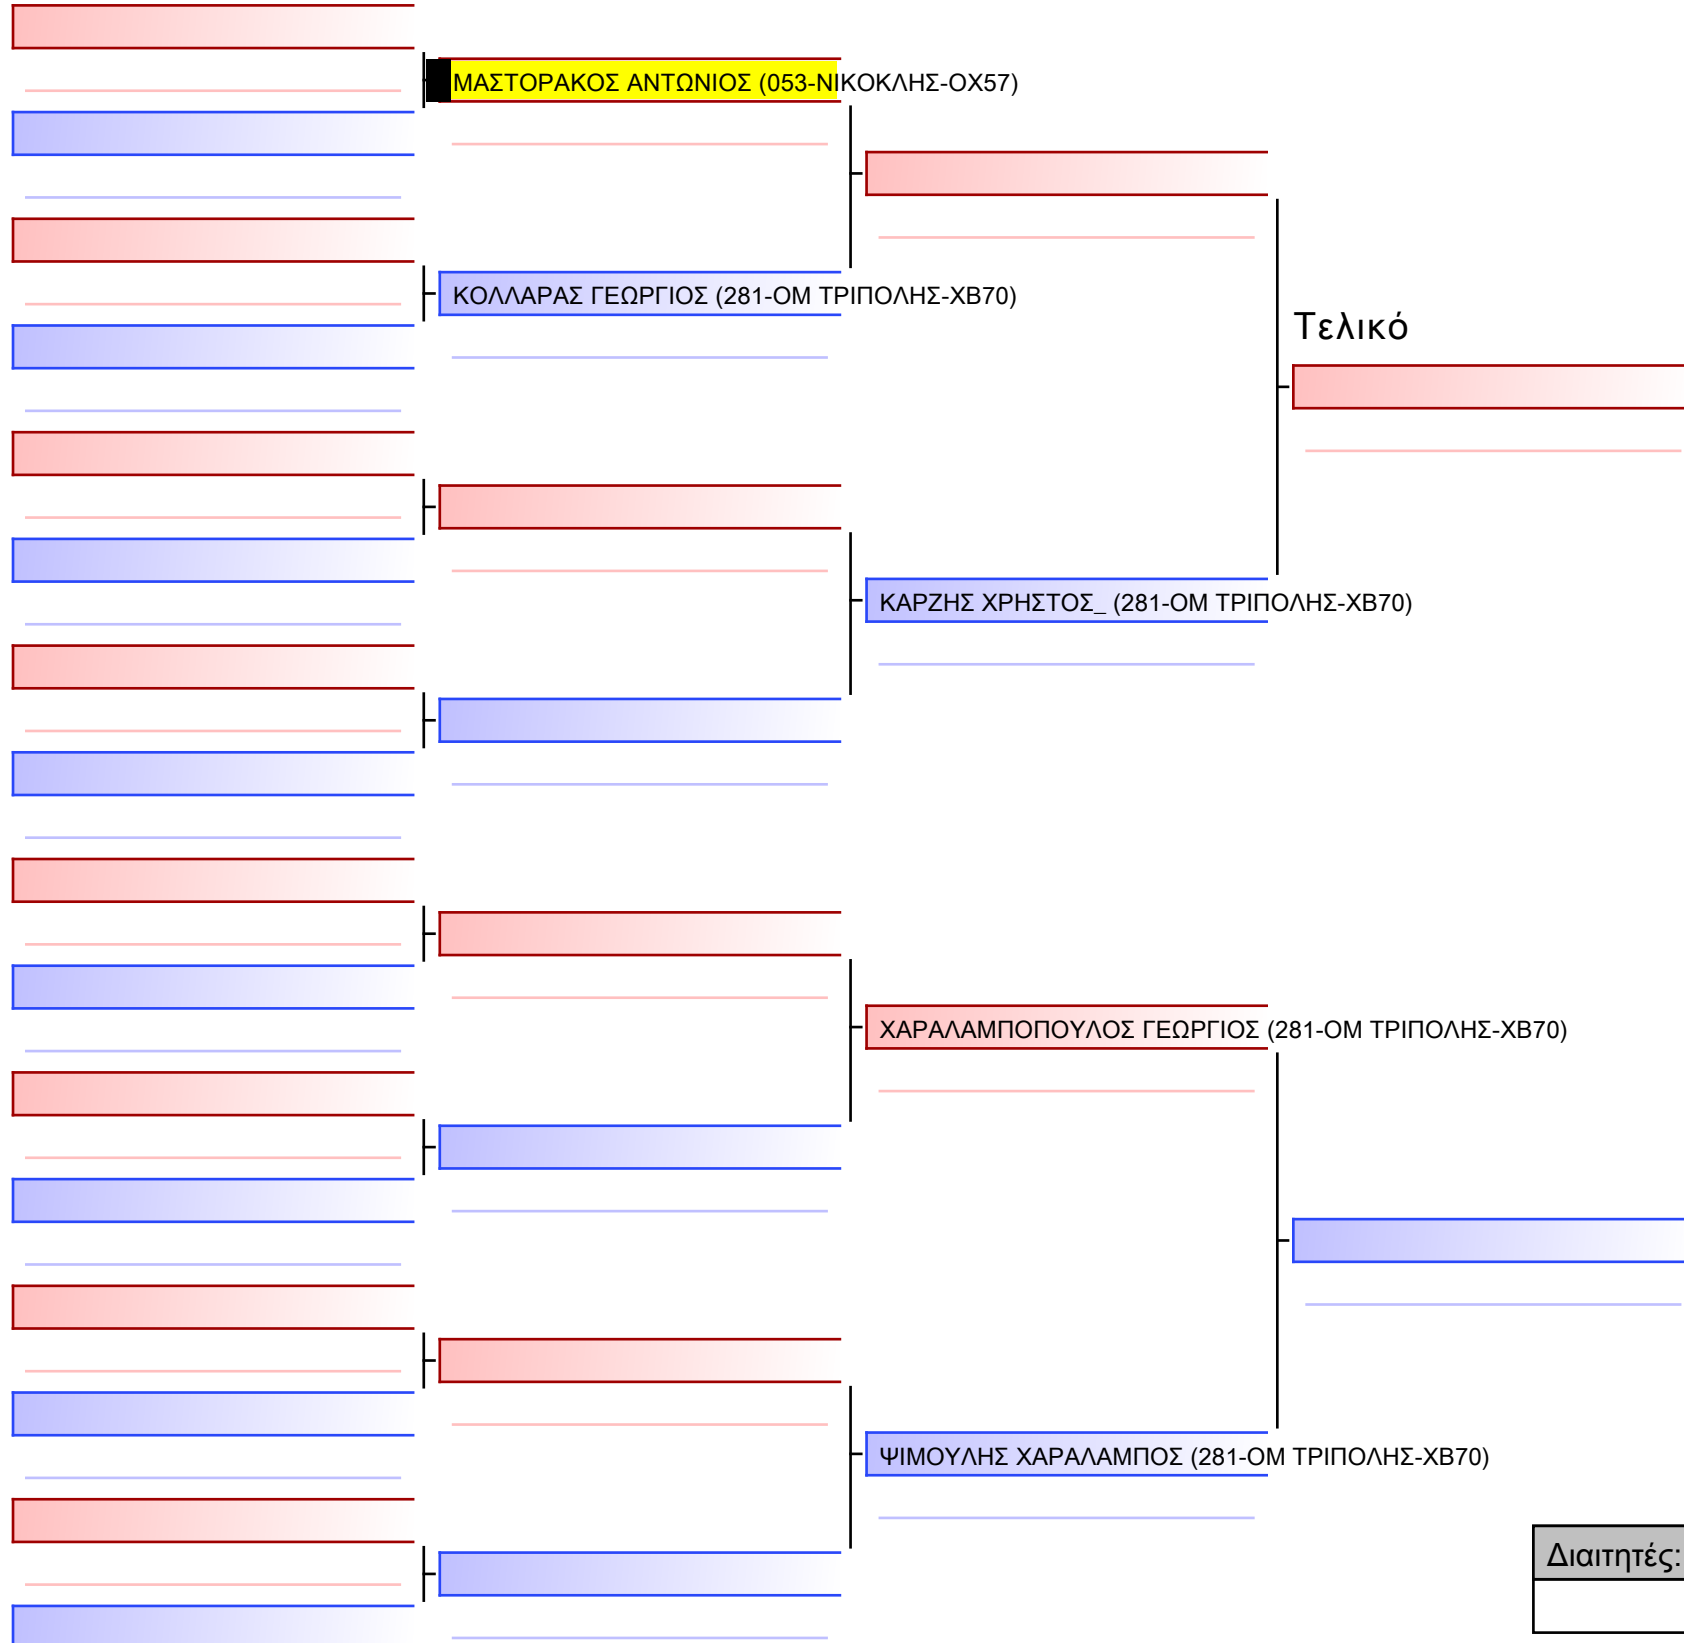 ΜΑΣΤΟΡΑΚΟΣ ΑΝΤΩΝΙΟΣ (053-ΝΙΚΟΚΛΗΣ-ΟΧ57)
ΚΟΛΛΑΡΑΣ ΓΕΩΡΓΙΟΣ (281-ΟΜ ΤΡΙΠΟΛΗΣ-ΧΒ70)
Τελικό
ΚΑΡΖΗΣ ΧΡΗΣΤΟΣ_ (281-ΟΜ ΤΡΙΠΟΛΗΣ-ΧΒ70)
ΧΑΡΑΛΑΜΠΟΠΟΥΛΟΣ ΓΕΩΡΓΙΟΣ (281-ΟΜ ΤΡΙΠΟΛΗΣ-ΧΒ70)
ΨΙΜΟΥΛΗΣ ΧΑΡΑΛΑΜΠΟΣ (281-ΟΜ ΤΡΙΠΟΛΗΣ-ΧΒ70)
Διαιτητές: